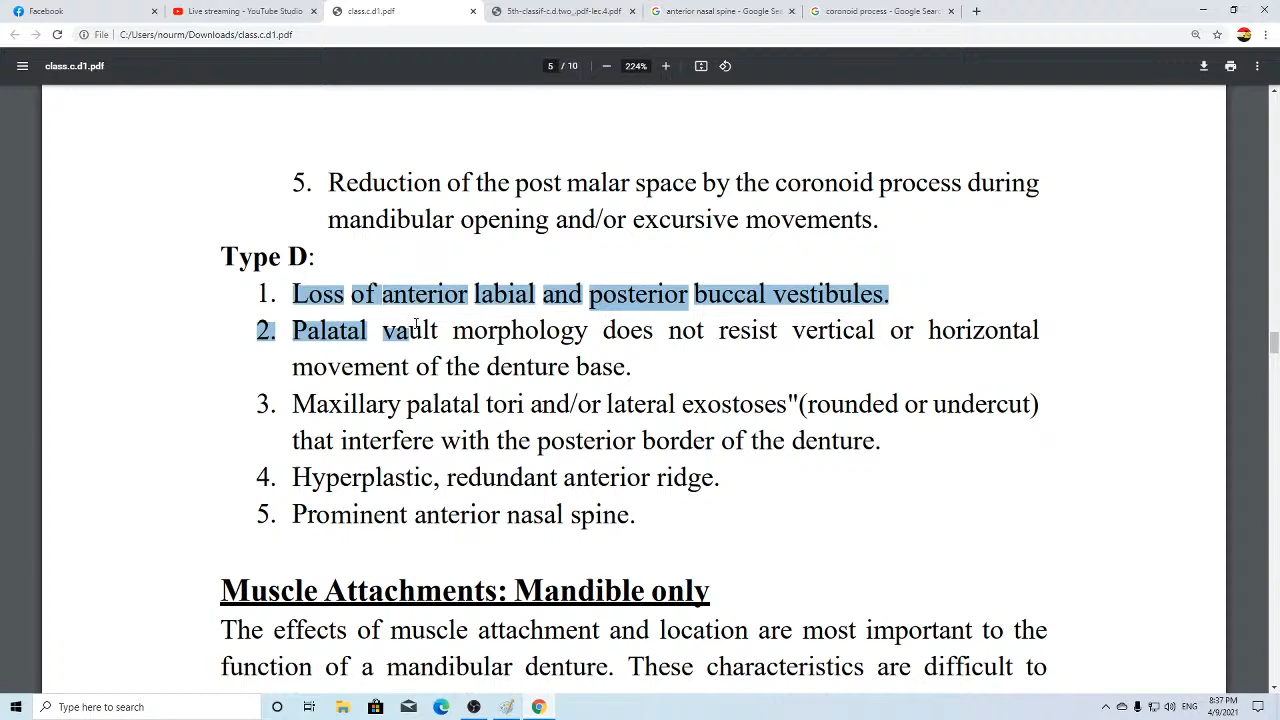 Facebook
Live streaming - YouTube Studio
class.c.d1.pdf
5th-classif-c.d.two_.pdf-lec.4.pdf
anterior nasal spine - Google Sea
coronoid process - Google Searc
File | C:/Users/nourm/Downloads/class.c.d1.pdf
class.c.d1.pdf
5 / 10
224%
5. Reduction of the post malar space by the coronoid process during
mandibular opening and/or excursive movements.
Type D:
1. Loss of anterior labial and posterior buccal vestibules.
2. Palatal vault morphology does not resist vertical or horizontal
movement of the denture base.
3. Maxillary palatal tori and/or lateral exostoses"(rounded or undercut)
that interfere with the posterior border of the denture.
4. Hyperplastic, redundant anterior ridge.
5. Prominent anterior nasal spine.
Muscle Attachments: Mandible only
The effects of muscle attachment and location are most important to the
function of a mandibular denture. These characteristics are difficult to
Type here to search
ENG
8:37 PM
4/9/2021